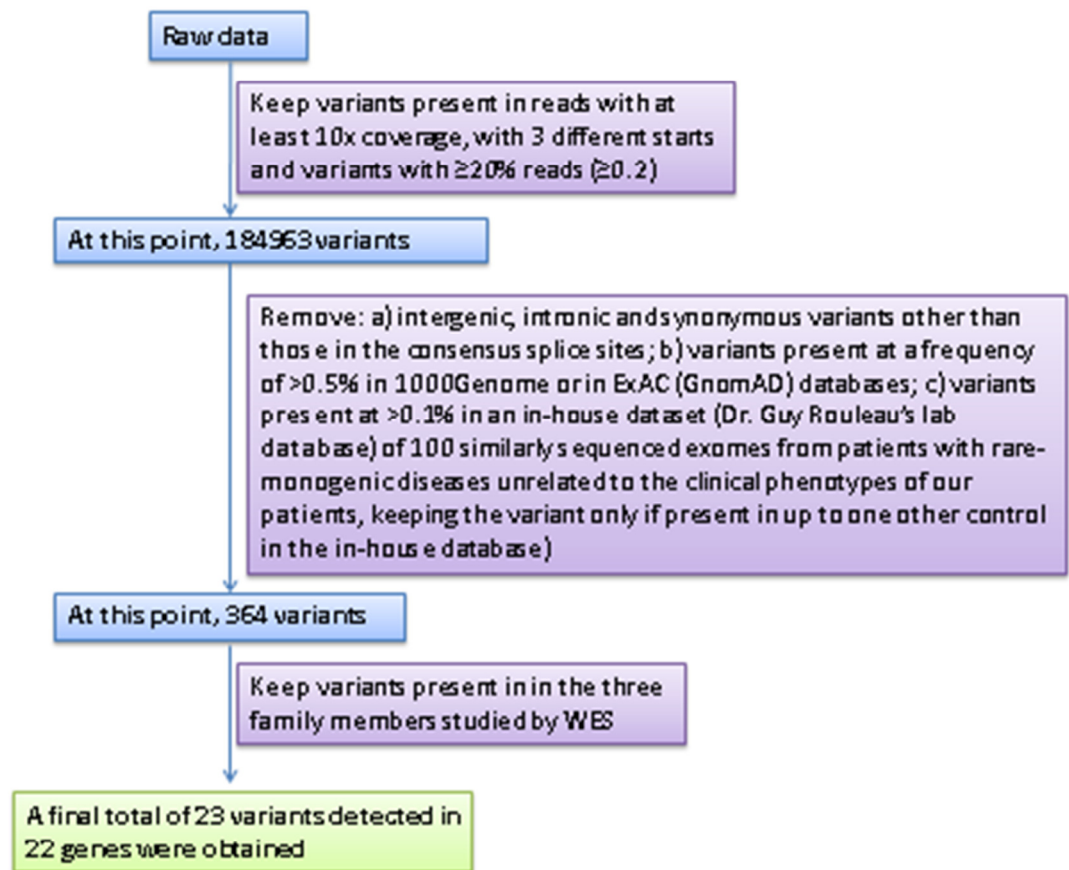 Raw data
Keep variants present in reads with at
least 10x coverage, with 3 different starts
and variants with ≥20% reads (≥0.2)
At this point, 184963 variants
Remove: a) intergenic, intronic and synonymous variants other than
those in the consensus splice sites; b) variants present at a frequency
of >0.5% in 1000Genome or in ExAC (GnomAD) databases; c) variants
present at >0.1% in an in-house dataset (Dr. Guy Rouleau's lab
database) of 100 similarly sequenced exomes from patients with rare-
monogenic diseases unrelated to the clinical phenotypes of our
patients, keeping the variant only if present in up to one other control
in the in-house database)
At this point, 364 variants
Keep variants present in in the three
family members studied by WES
A final total of 23 variants detected in
22 genes were obtained